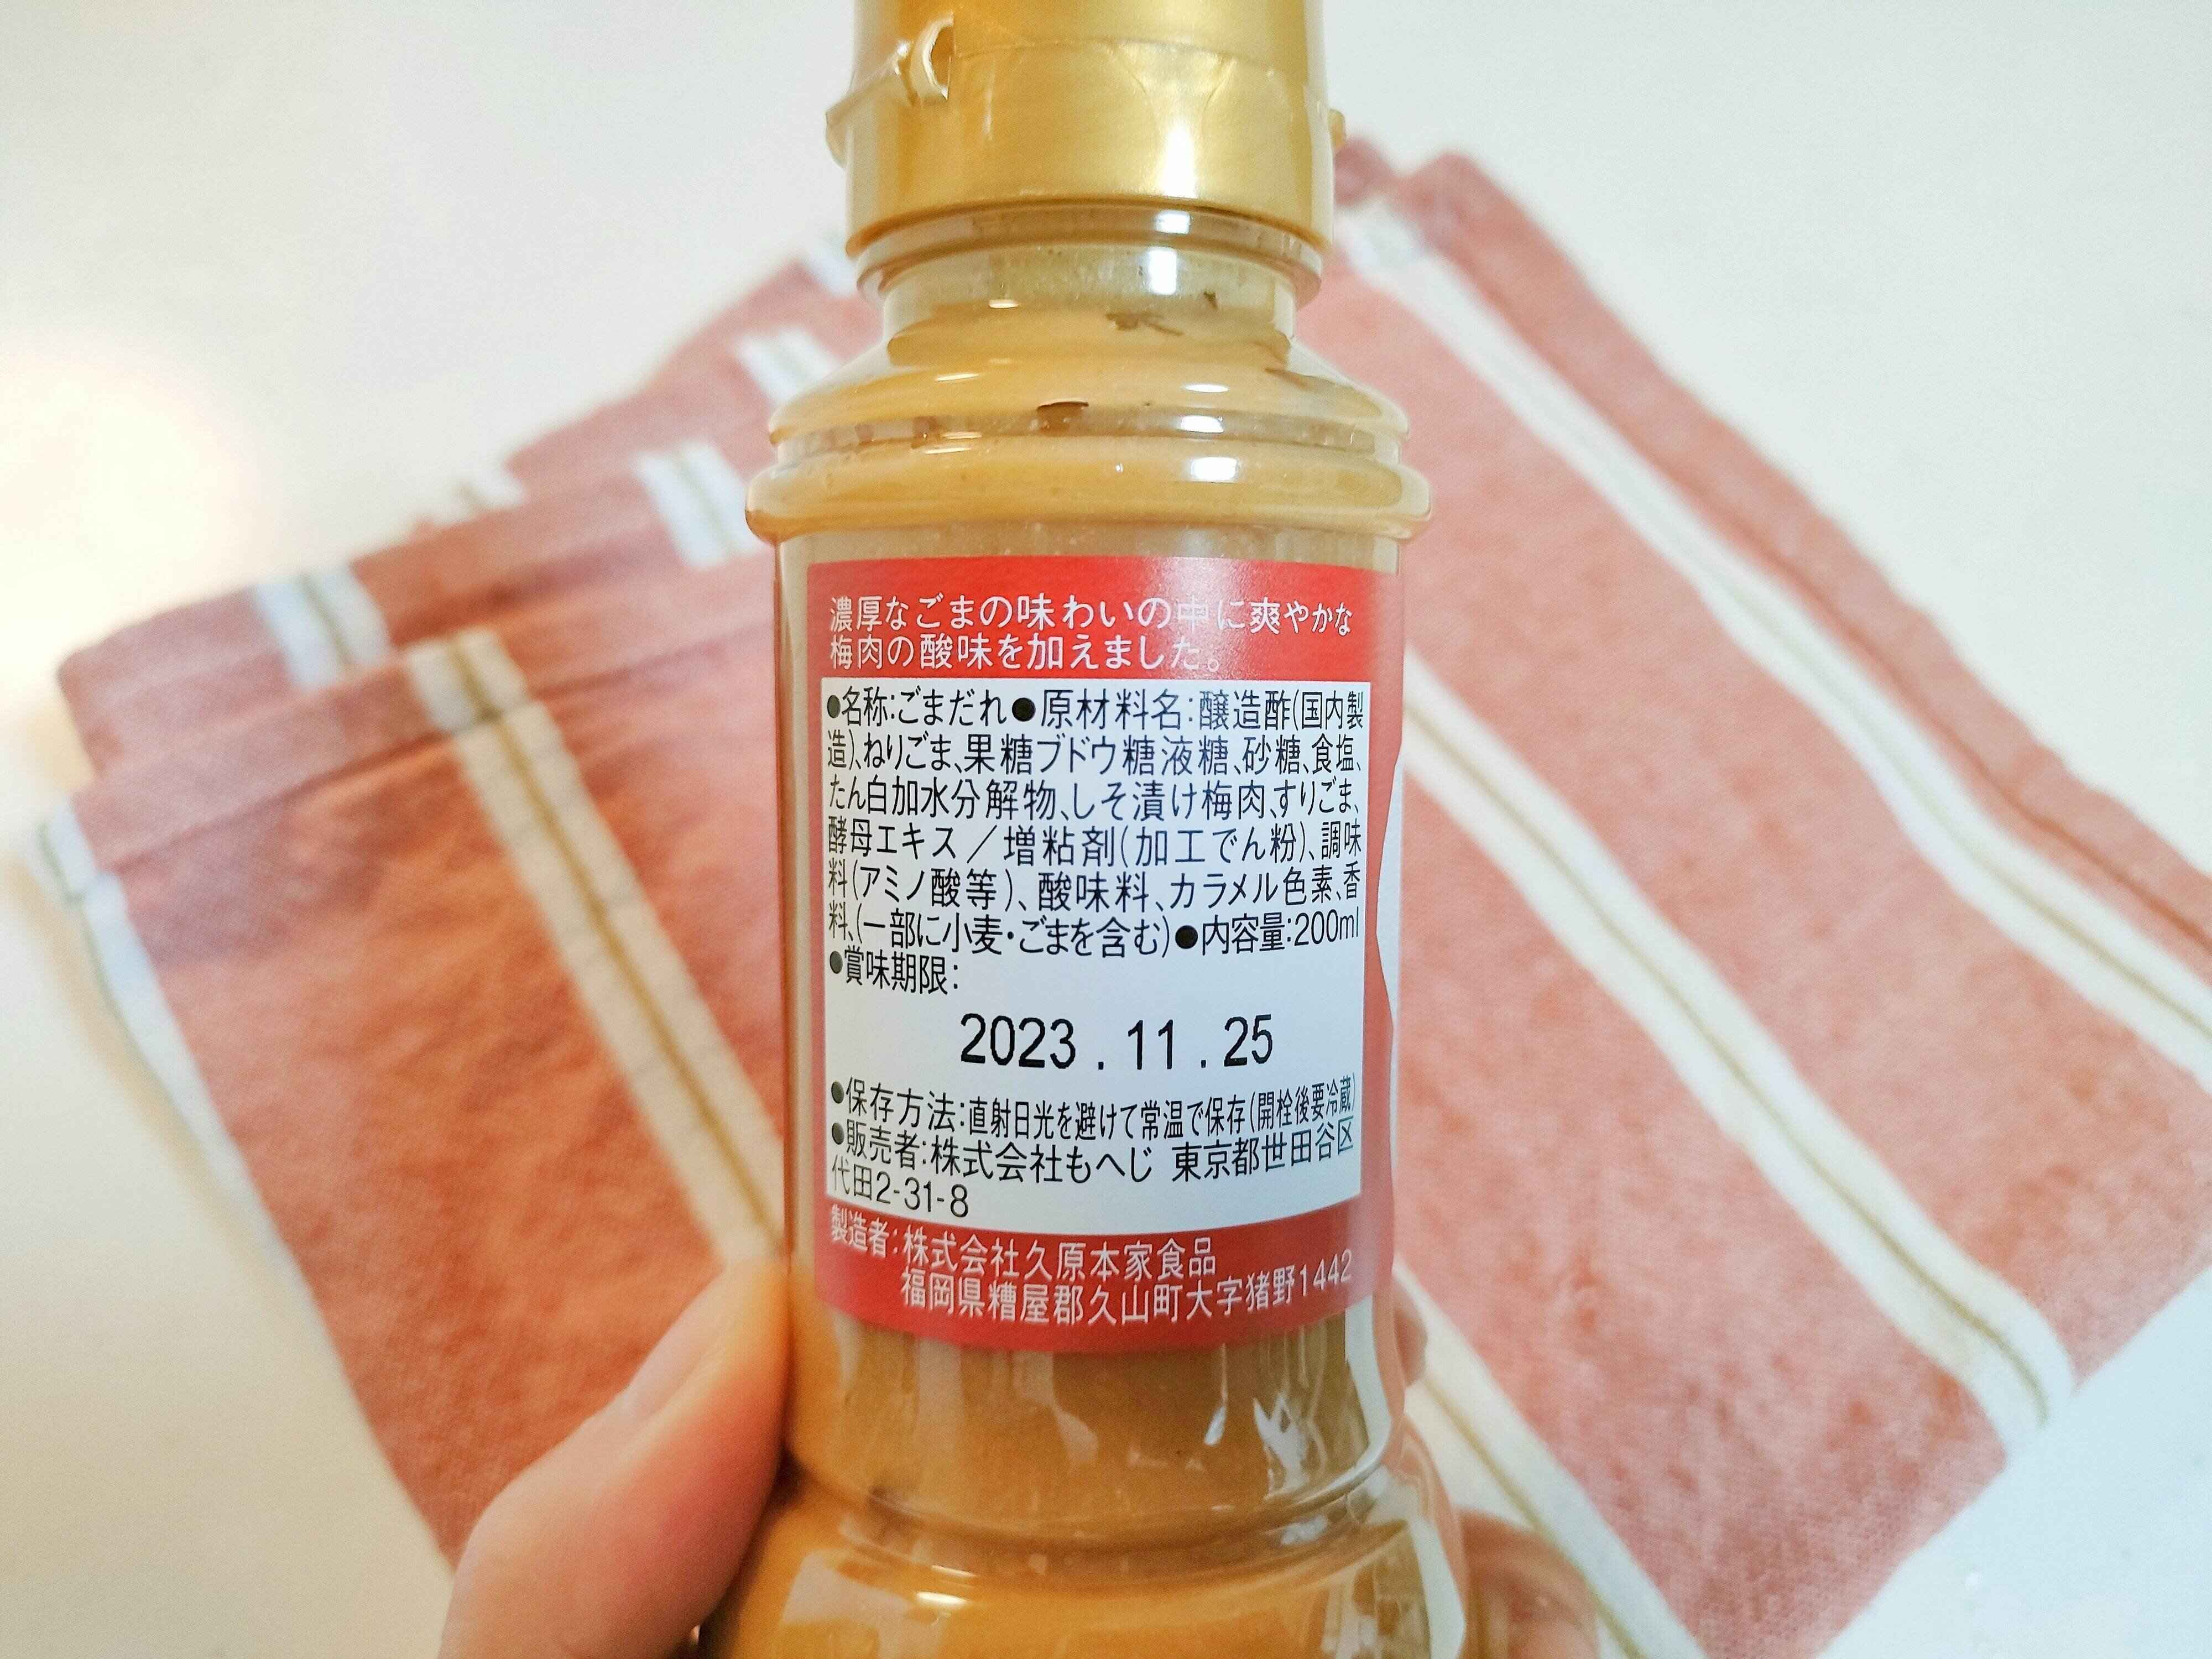 濃厚なごまの味わいの中に爽やかな
梅肉の酸味を加えました。
●名称:ごまだれ●原材料名:醸造酢(国内製
造)、ねりごま、果糖ブドウ糖液糖、砂糖、食塩、
たん白加水分解物、しそ漬け梅肉、すりごま、
酵母エキス／増粘剤(加工でん粉)、調味
料(アミノ酸等)、酸味料、カラメル色素、香
料、(一部に小麦・ごまを含む)●内容量:200ml
●賞味期限:
2023.11.25
●保存方法:直射日光を避けて常温で保存(開栓後要冷蔵)
●販売者:株式会社もへじ 東京都世田谷区
代田2-31-8
製造者:株式会社久原本家食品
福岡県糟屋郡久山町大字猪野1442